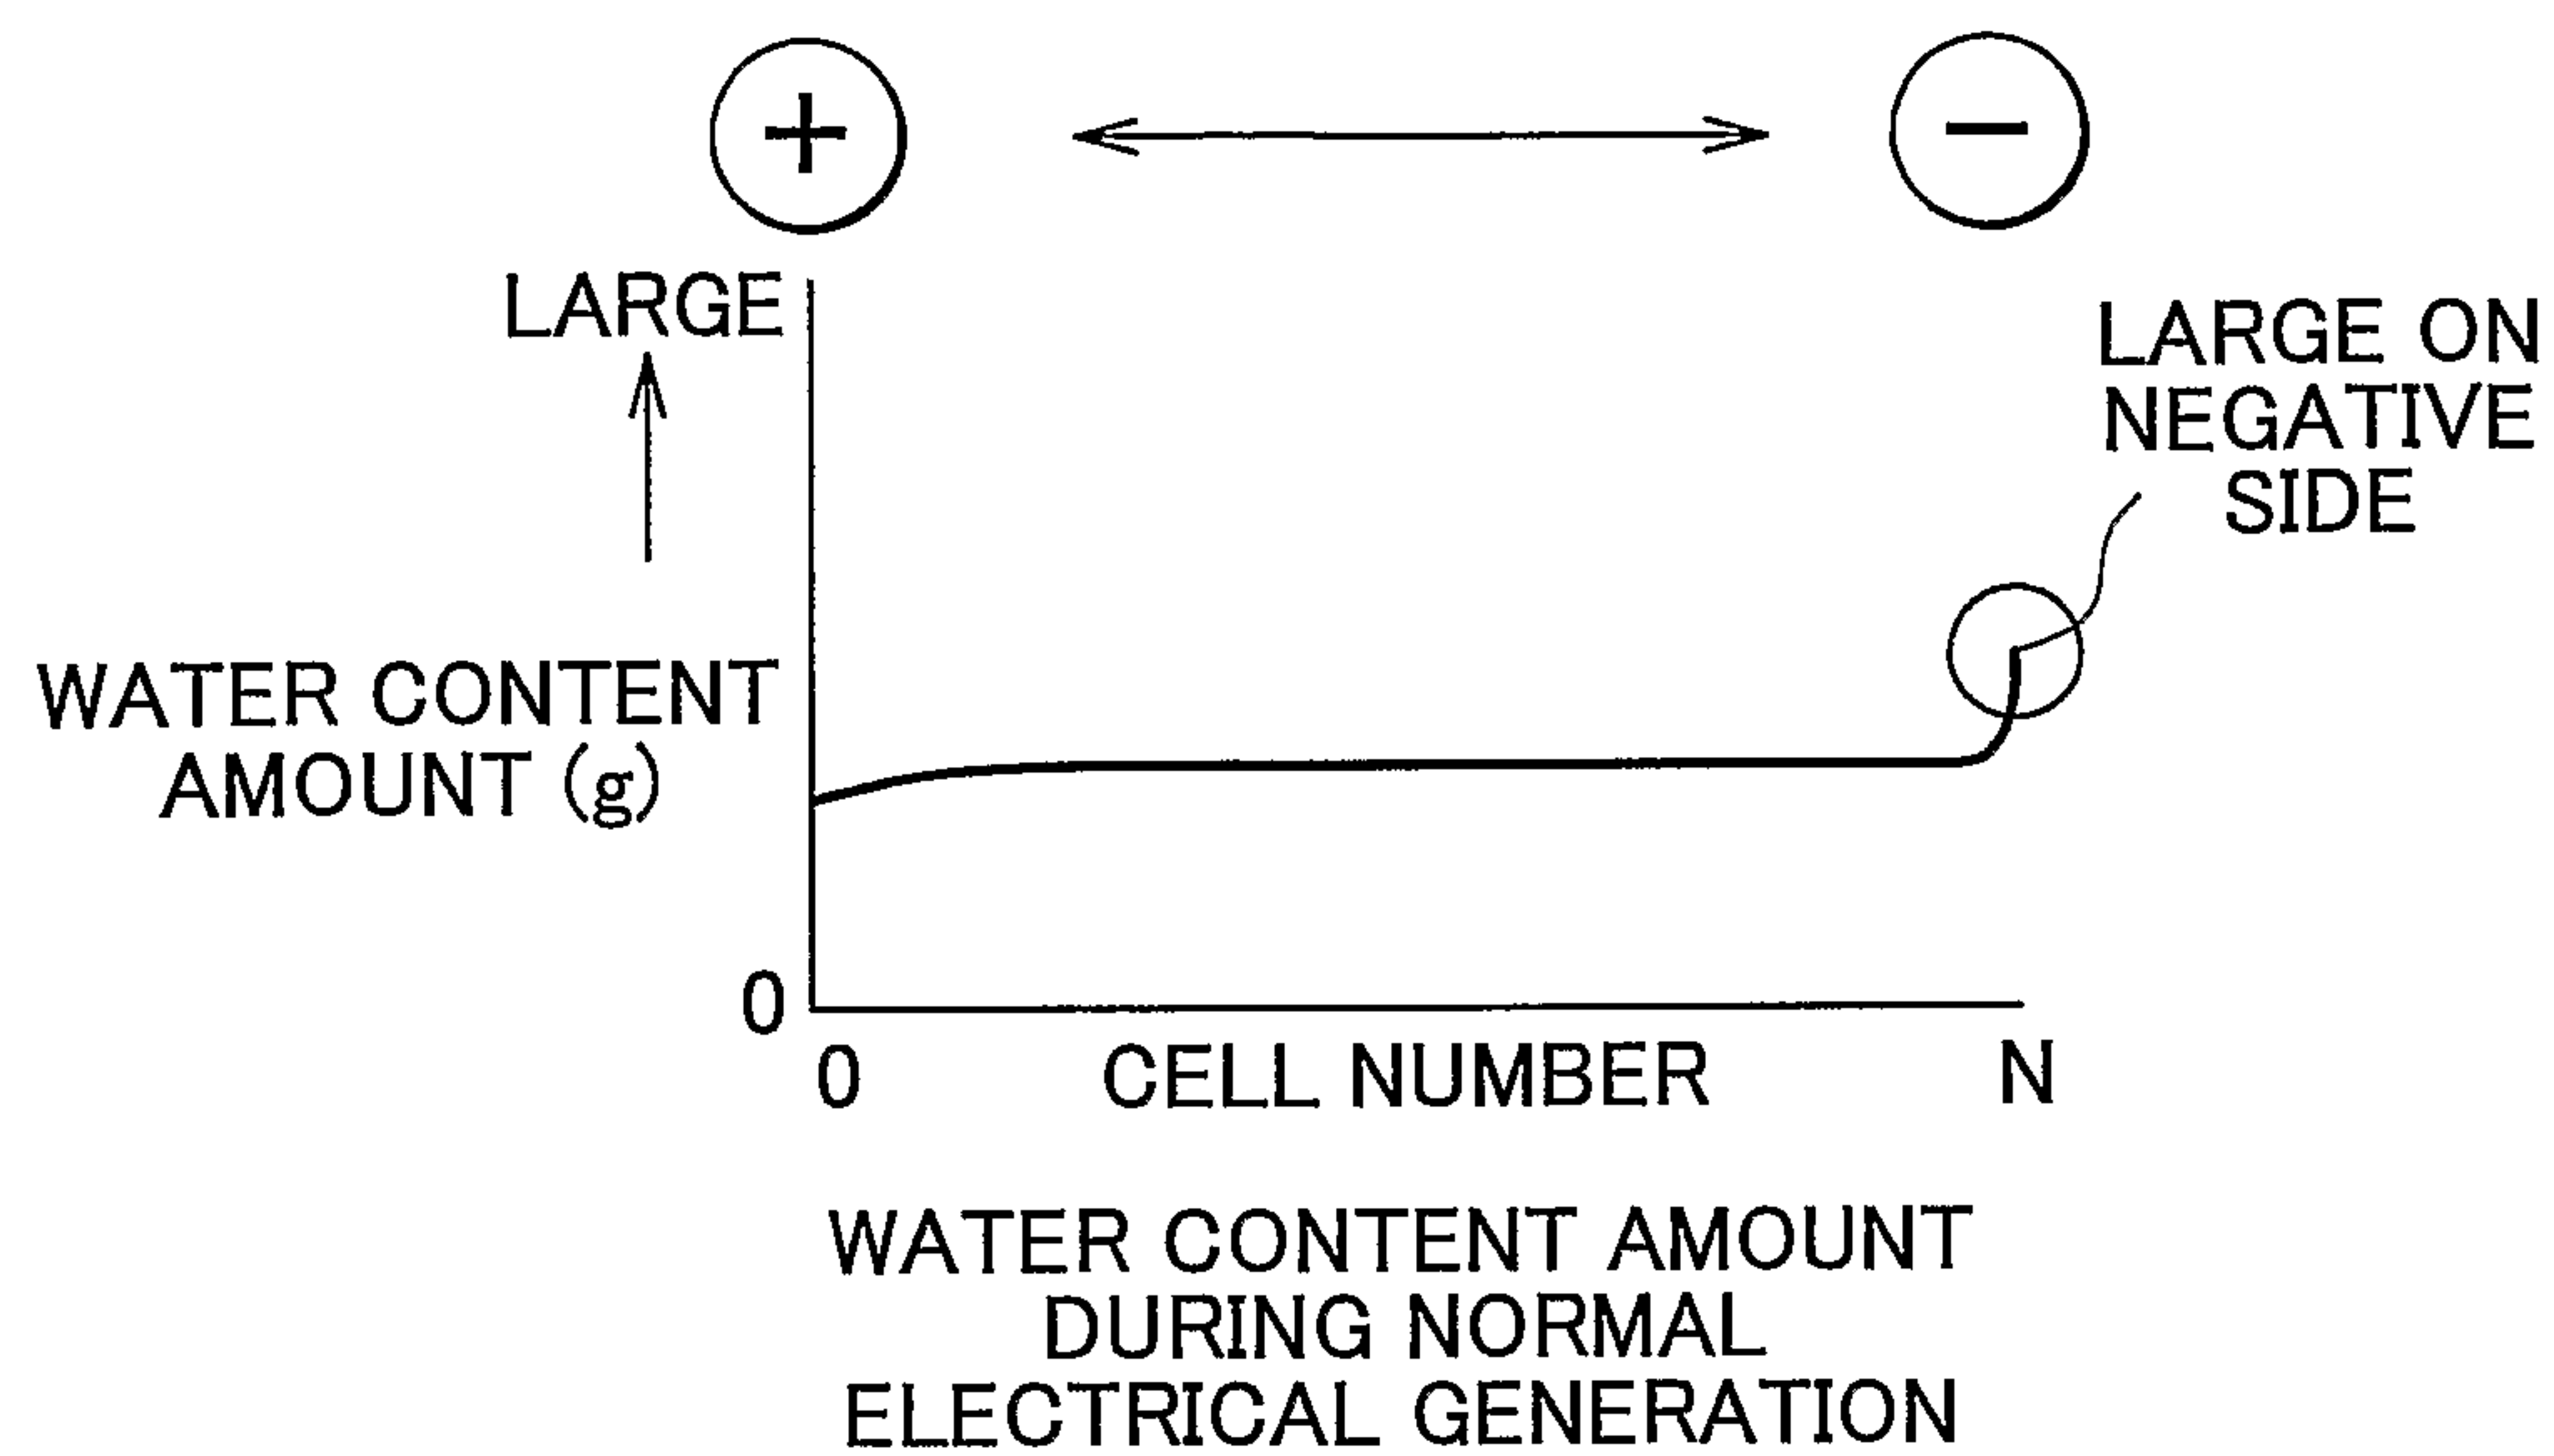 +
−
LARGE
LARGE ON
NEGATIVE
SIDE
WATER CONTENT
AMOUNT (g)
0
0
CELL NUMBER
N
WATER CONTENT AMOUNT
DURING NORMAL
ELECTRICAL GENERATION